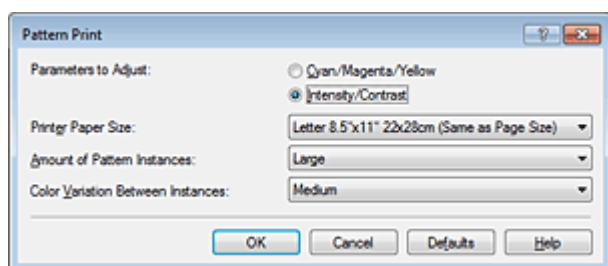 Pattern Print
Parameters to Adjust:
Cyan/Magenta/Yellow
Intensity/Contrast
Printer Paper Size:
Letter 8.5"x11" 22x28cm (Same as Page Size)
Amount of Pattern Instances:
Large
Color Variation Between Instances:
Medium
OK Cancel Defaults Help